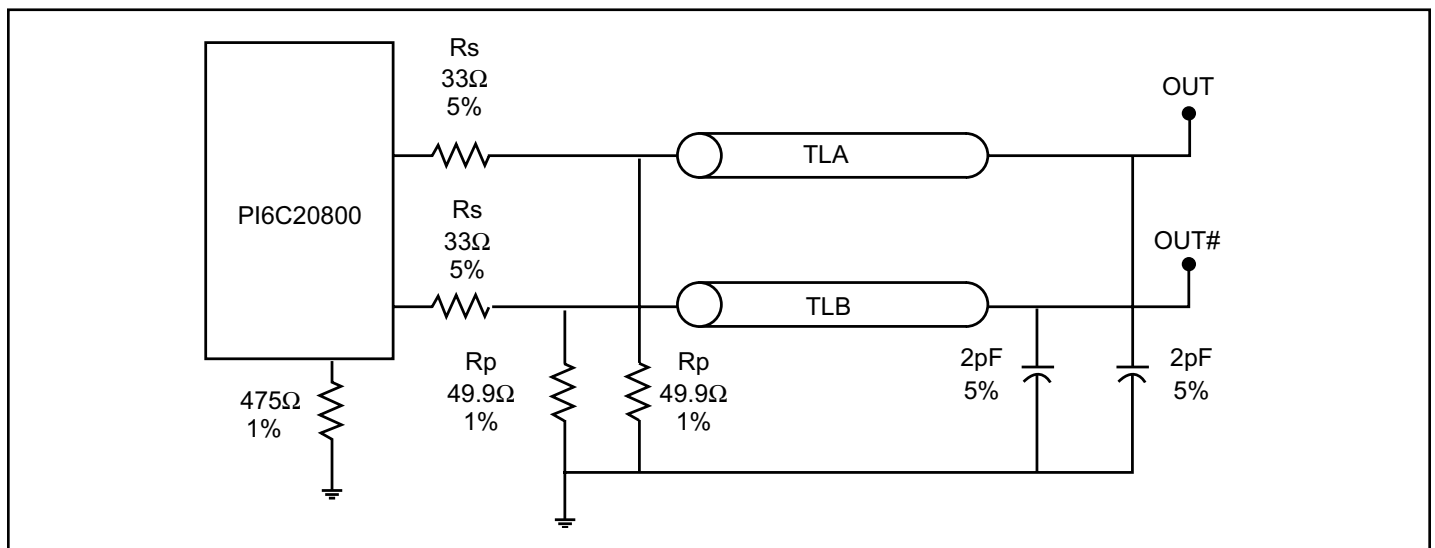 Rs
33Ω
5%
OUT
TLA
PI6C20800
Rs
33Ω
5%
OUT#
TLB
Rp
49.9Ω
1%
Rp
49.9Ω
1%
2pF
5%
2pF
5%
475Ω
1%